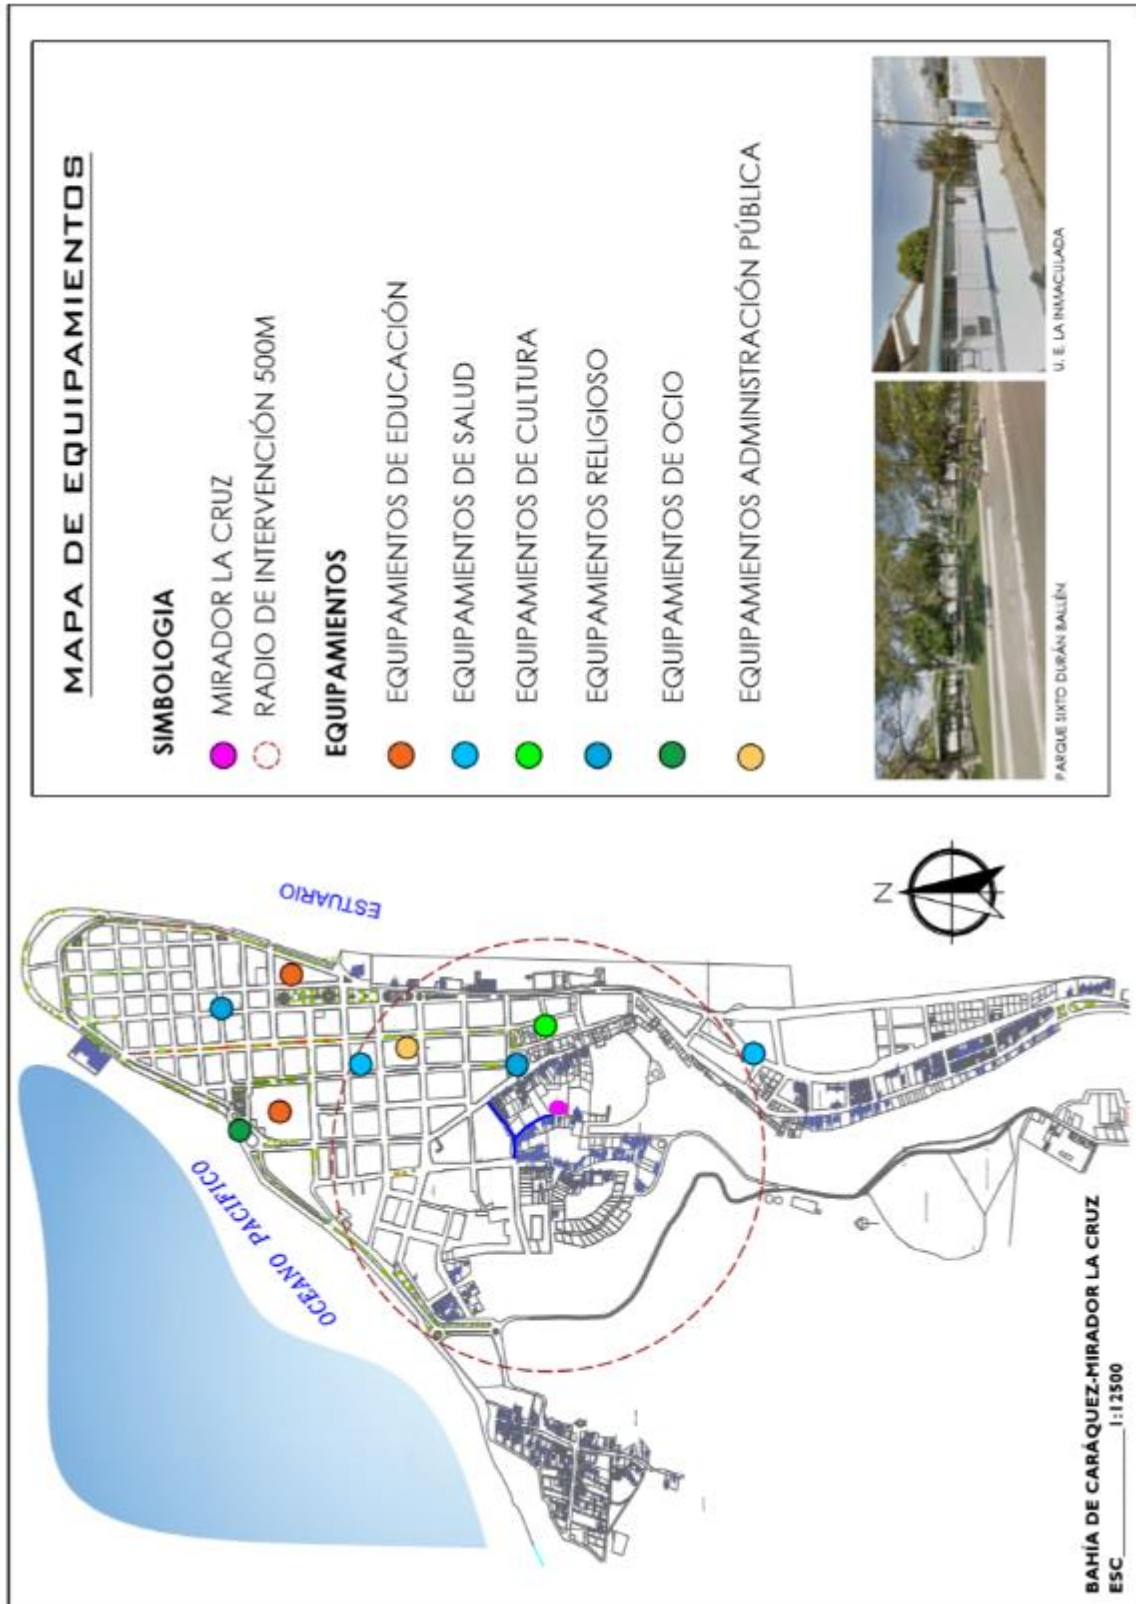 MAPA DE EQUIPAMIENTOS
SIMBOLOGIA
MIRADOR LA CRUZ
RADIO DE INTERVENCIÓN 500M
EQUIPAMIENTOS
EQUIPAMIENTOS DE EDUCACIÓN
EQUIPAMIENTOS DE SALUD
EQUIPAMIENTOS DE CULTURA
EQUIPAMIENTOS RELIGIOSO
EQUIPAMIENTOS DE OCIO
EQUIPAMIENTOS ADMINISTRACIÓN PÚBLICA
PARQUE SIXTO DURÁN BALLÉN
U. E. LA INMACULADA
ESTUARIO
OCEANO PACIFICO
N
BAHÍA DE CARÁQUEZ-MIRADOR LA CRUZ
ESC_________1:12500